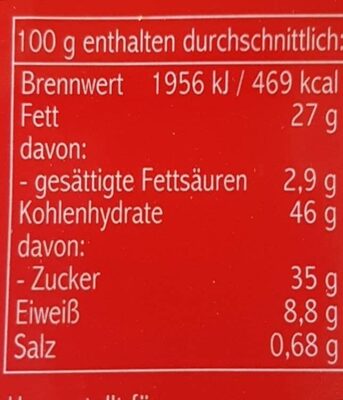 100 g enthalten durchschnittlich:
Brennwert 1956 kJ / 469 kcal
Fett 27 g
davon:
- gesättigte Fettsäuren 2,9 g
Kohlenhydrate 46 g
davon:
- Zucker 35 g
Eiweiß 8,8 g
Salz 0,68 g